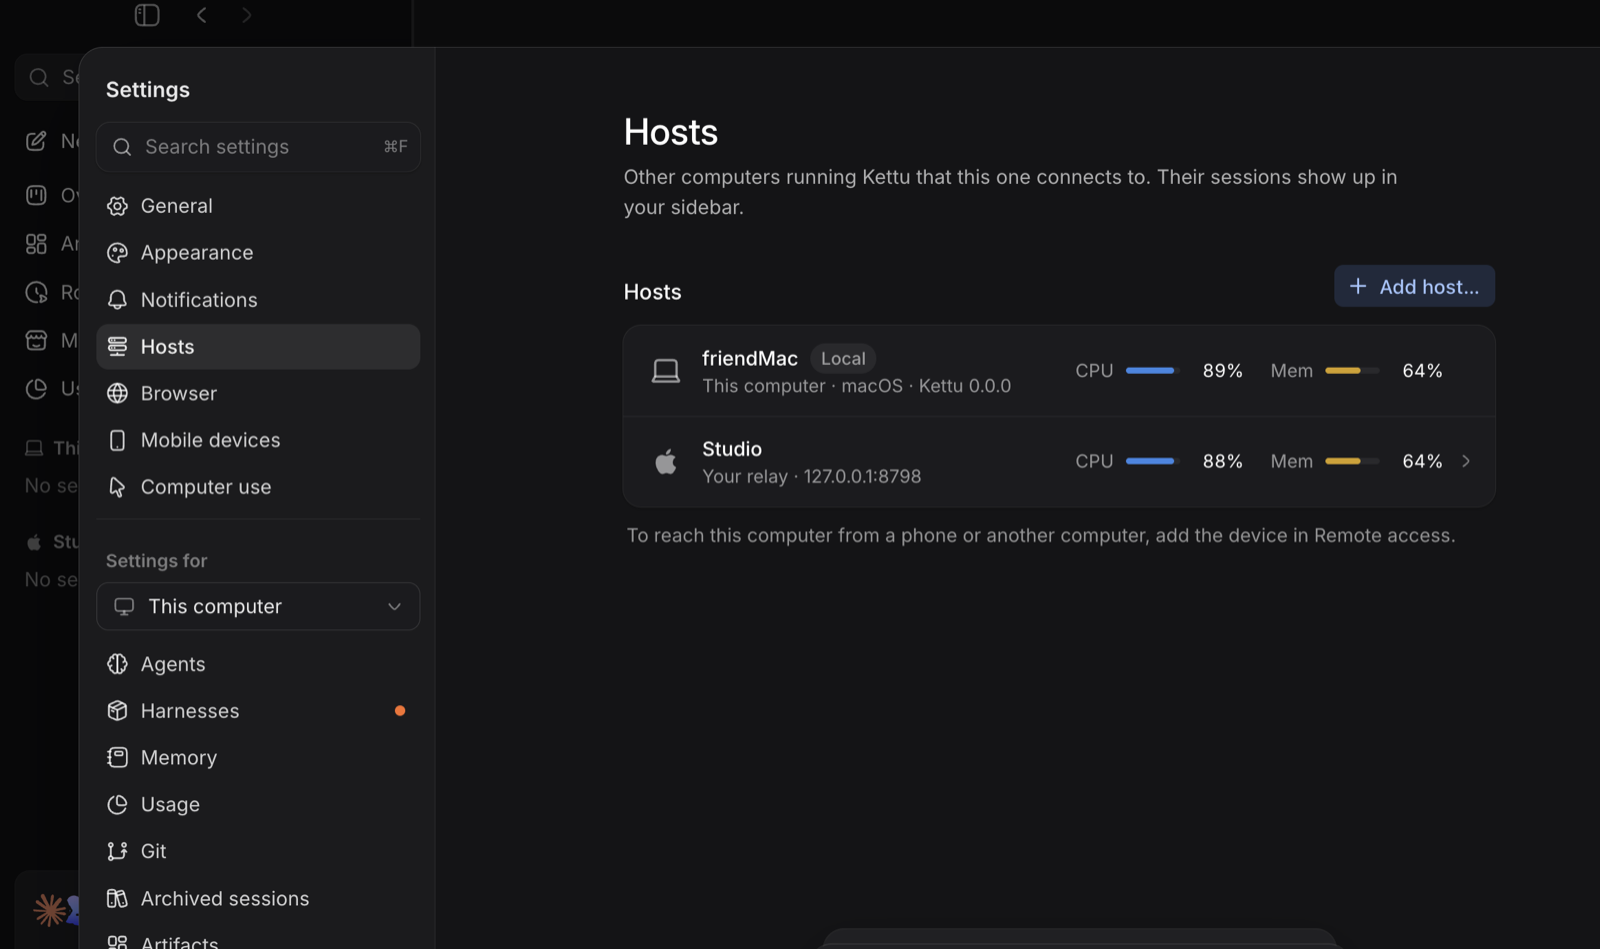 Settings
Search settings ⌘F
General
Appearance
Notifications
Hosts
Browser
Mobile devices
Computer use
Settings for
This computer
Agents
Harnesses
Memory
Usage
Git
Archived sessions
Artifacts
Hosts
Other computers running Kettu that this one connects to. Their sessions show up in
your sidebar.
Hosts
+ Add host...
friendMac Local
This computer · macOS · Kettu 0.0.0
CPU 89% Mem 64%
Studio
Your relay · 127.0.0.1:8798
CPU 88% Mem 64%
To reach this computer from a phone or another computer, add the device in Remote access.